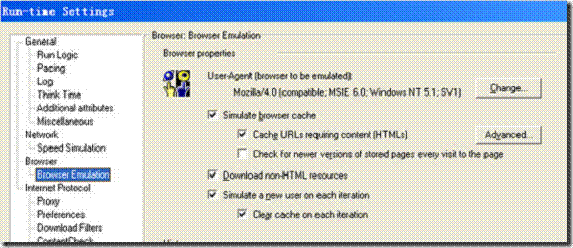 Run-time Settings
General
Run Logic
Pacing
Log
Think Time
Additional attributes
Miscellaneous
Network
Speed Simulation
Browser
Browser Emulation
Internet Protocol
Proxy
Preferences
Download Filters
ContentCheck
Browser: Browser Emulation
Browser properties
User-Agent (browser to be emulated):
Mozilla/4.0 (compatible; MSIE 6.0; Windows NT 5.1; SV1)
Change...
Simulate browser cache
Cache URLs requiring content (HTMLs)
Advanced...
Check for newer versions of stored pages every visit to the page
Download non-HTML resources
Simulate a new user on each iteration
Clear cache on each iteration